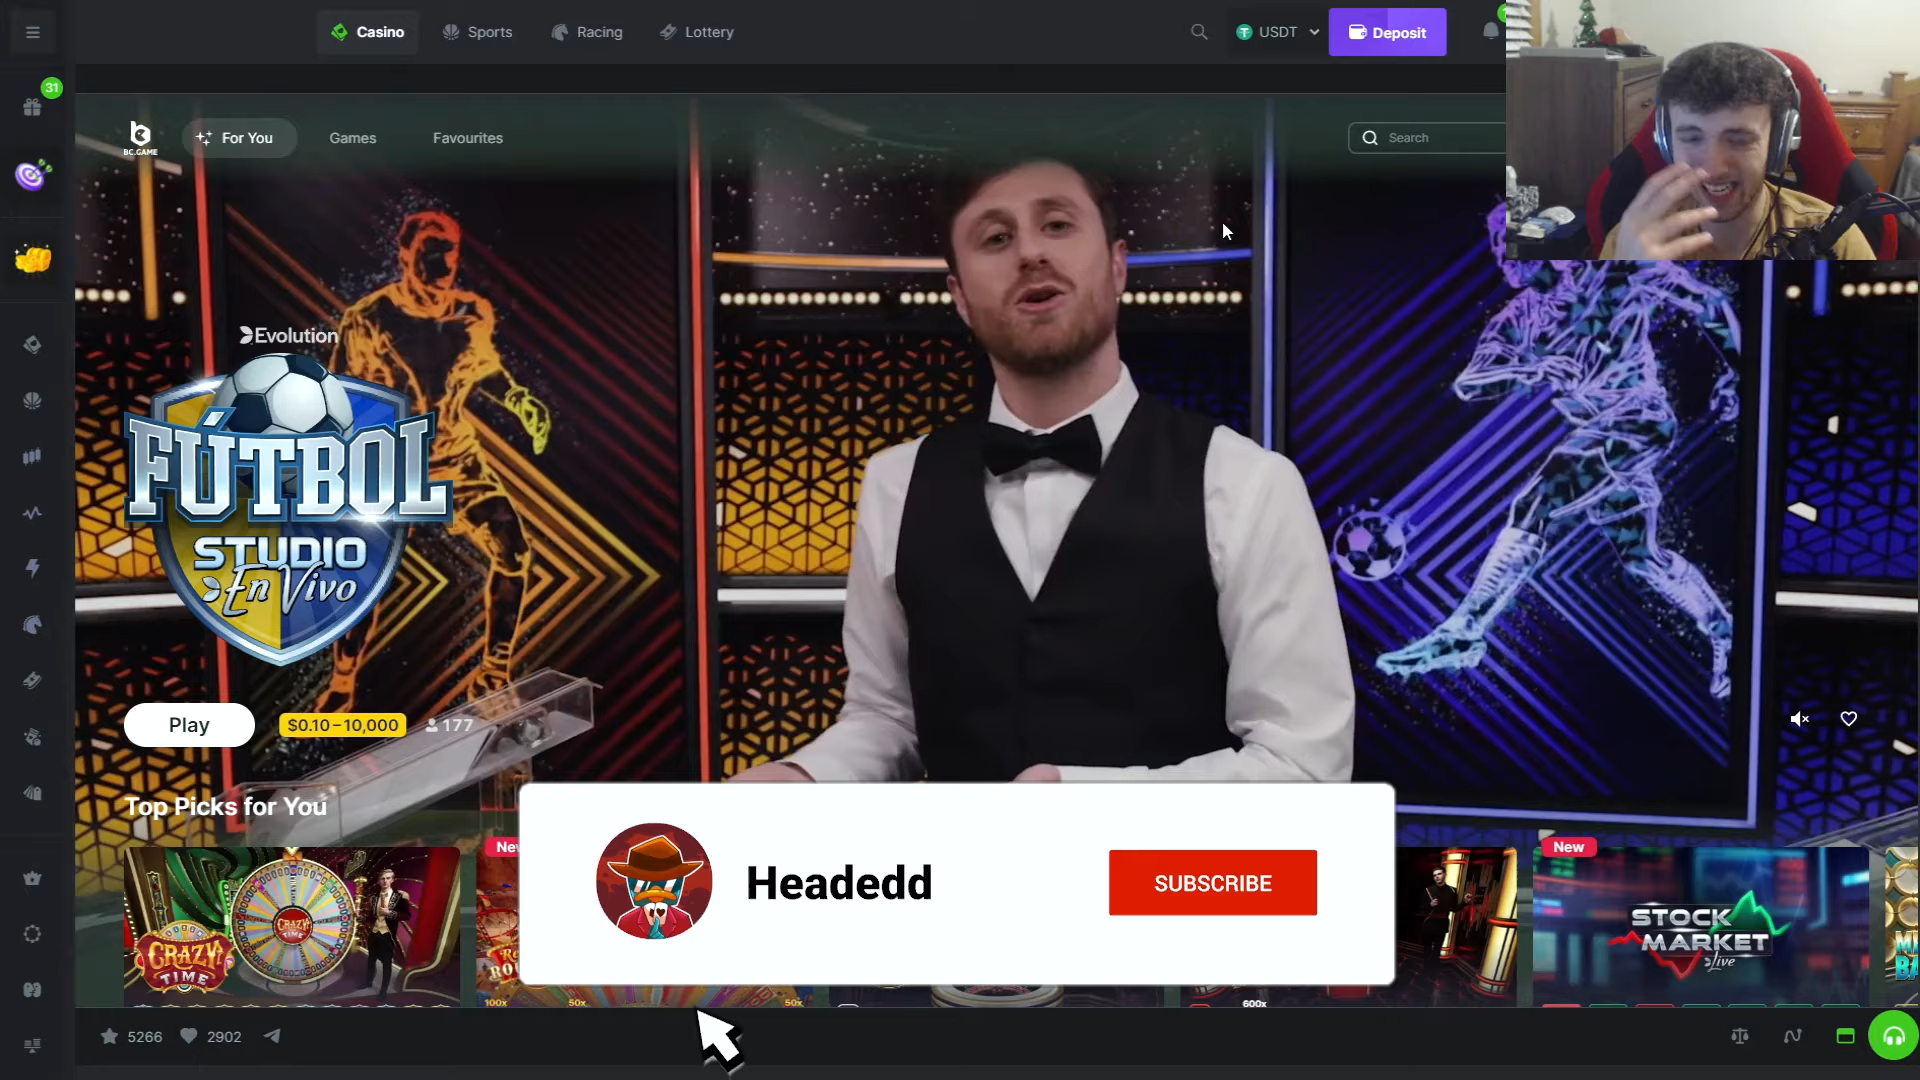 Casino
Sports
Racing
Lottery
USDT
Deposit
31
BC.GAME
For You
Games
Favourites
Search
Evolution
FÚTBOL
STUDIO
En Vivo
Play
$0.10–10,000
177
Top Picks for You
New
CRAZY
TIME
100x
50x
50x
Headedd
SUBSCRIBE
600x
New
STOCK
MARKET
Live
5266
2902